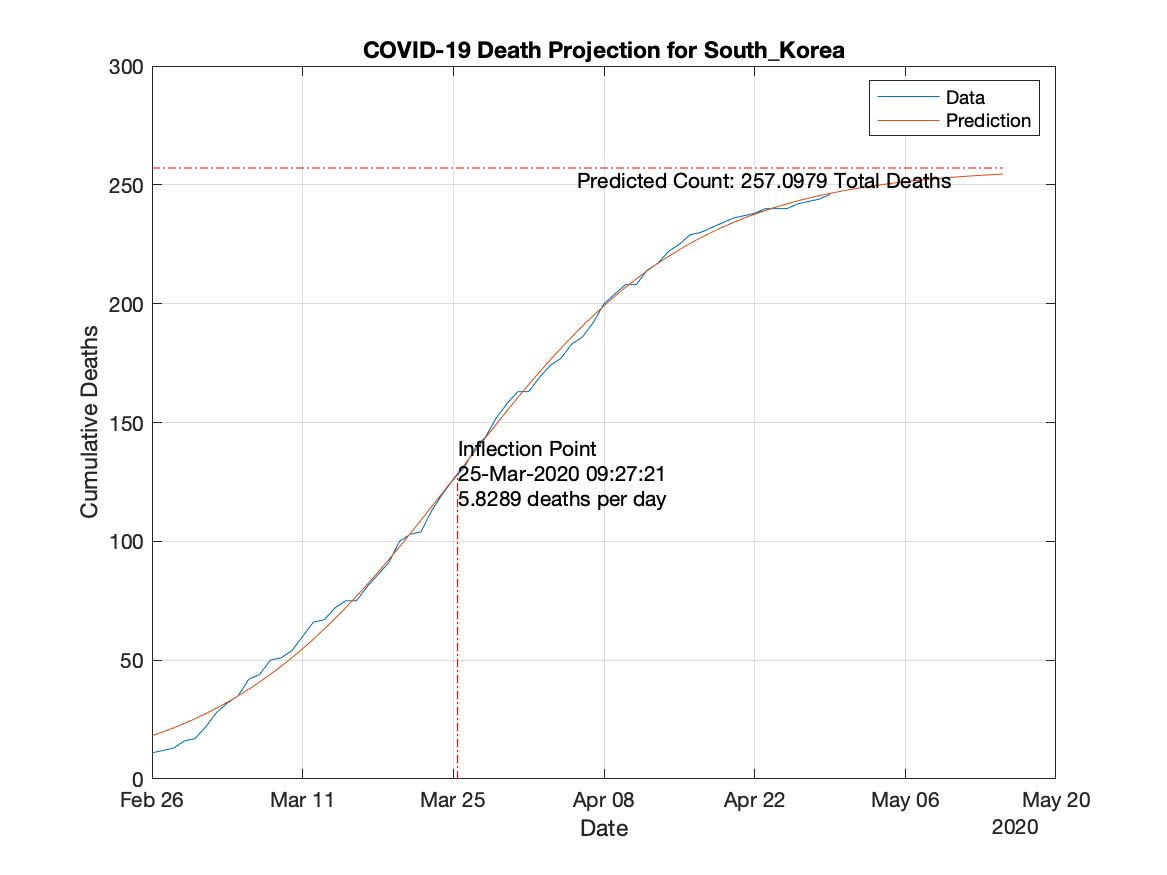 COVID-19 Death Projection for South_Korea
300
250
200
150
100
50
0
Cumulative Deaths
Data
Prediction
Predicted Count: 257.0979 Total Deaths
Inflection Point
25-Mar-2020 09:27:21
5.8289 deaths per day
Feb 26 Mar 11 Mar 25 Apr 08 Apr 22 May 06 May 20
Date
2020